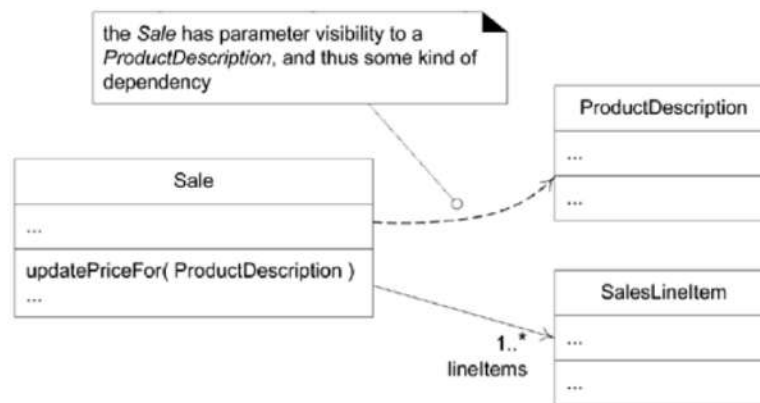 the Sale has parameter visibility to a
ProductDescription, and thus some kind of
dependency
ProductDescription
...
...
Sale
...
updatePriceFor( ProductDescription )
...
SalesLineItem
...
...
1..*
lineItems